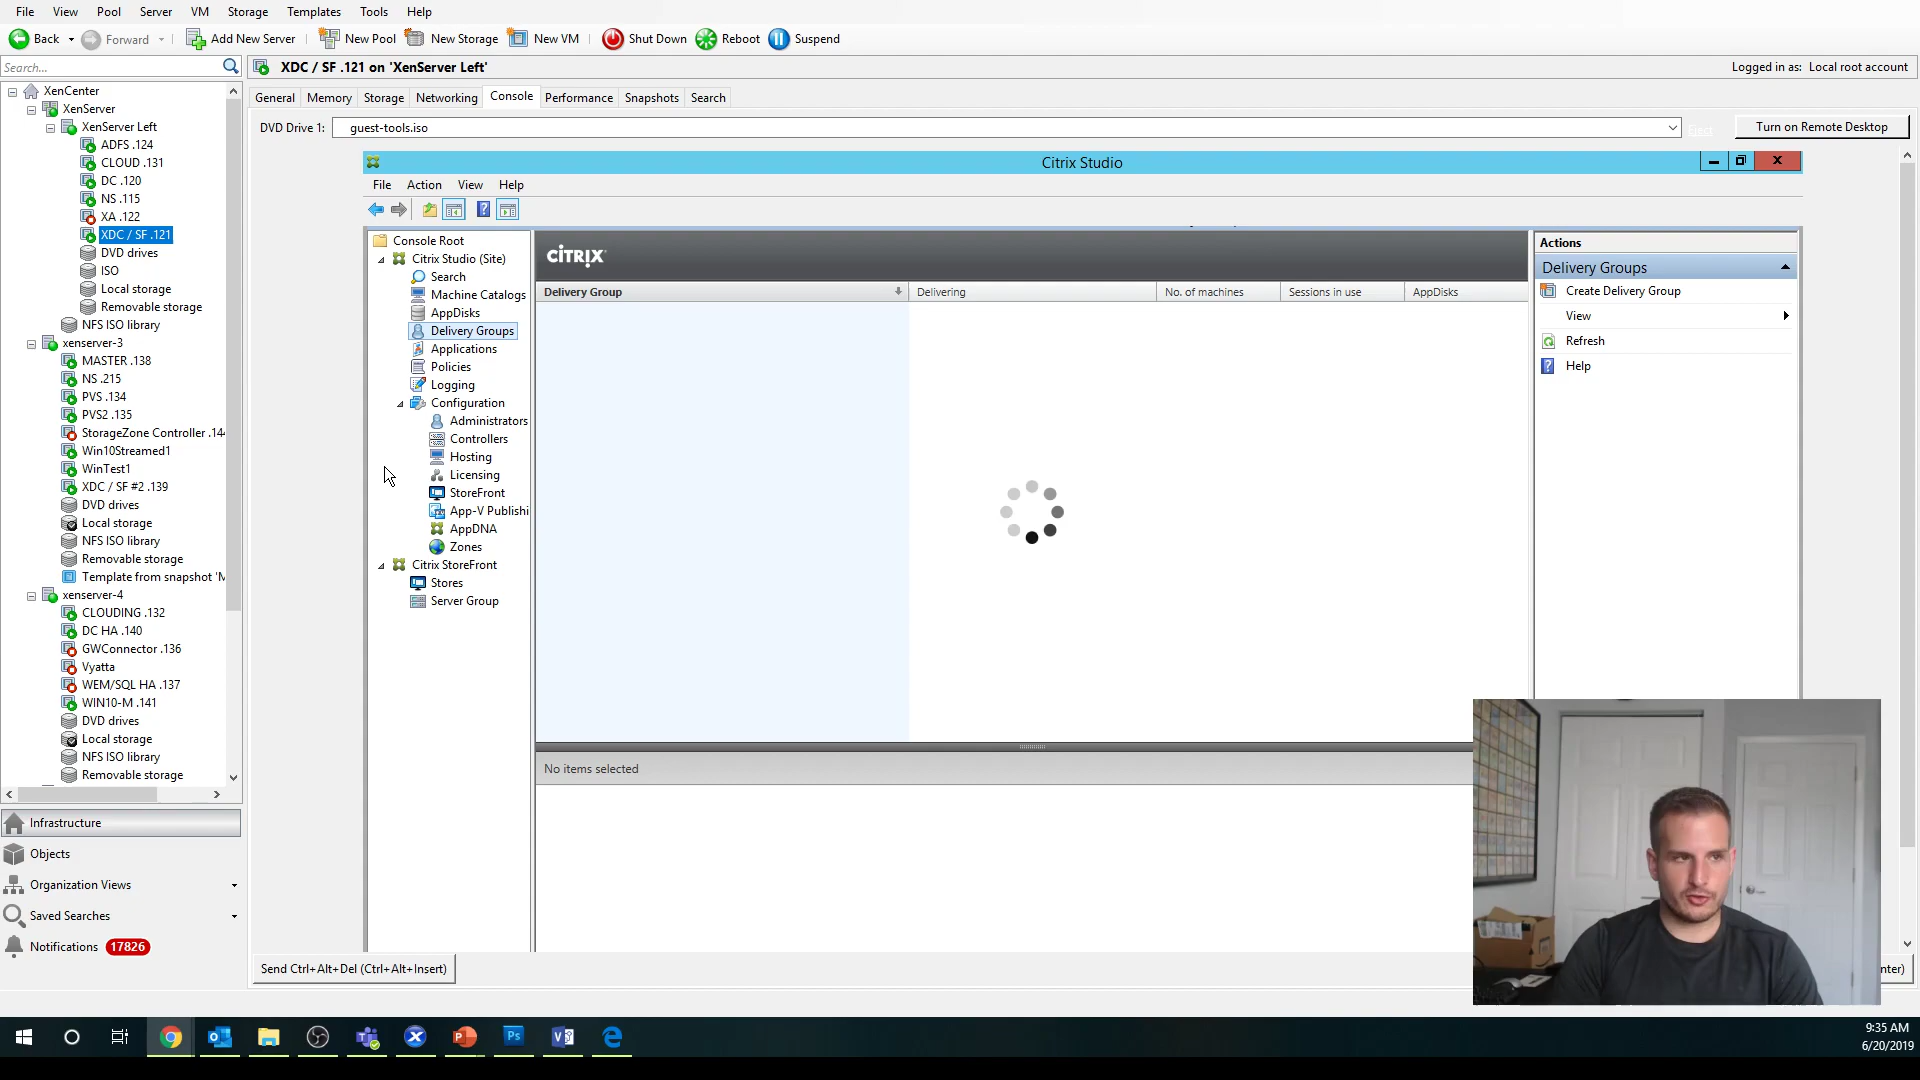 File View Pool Server VM Storage Templates Tools Help
Back Forward Add New Server New Pool New Storage New VM Shut Down Reboot Suspend
Search...
XDC / SF .121 on 'XenServer Left'
Logged in as: Local root account
General Memory Storage Networking Console Performance Snapshots Search
DVD Drive 1: guest-tools.iso
Eject
Turn on Remote Desktop
XenCenter
XenServer
XenServer Left
ADFS .124
CLOUD .131
DC .120
NS .115
XA .122
XDC / SF .121
DVD drives
ISO
Local storage
Removable storage
NFS ISO library
xenserver-3
MASTER .138
NS .215
PVS .134
PVS2 .135
StorageZone Controller .14
Win10Streamed1
WinTest1
XDC / SF #2 .139
DVD drives
Local storage
NFS ISO library
Removable storage
Template from snapshot 'M
xenserver-4
CLOUDING .132
DC HA .140
GWConnector .136
Vyatta
WEM/SQL HA .137
WIN10-M .141
DVD drives
Local storage
NFS ISO library
Removable storage
Infrastructure
Objects
Organization Views
Saved Searches
Notifications 17826
Citrix Studio
File Action View Help
Console Root
Citrix Studio (Site)
Search
Machine Catalogs
AppDisks
Delivery Groups
Applications
Policies
Logging
Configuration
Administrators
Controllers
Hosting
Licensing
StoreFront
App-V Publishi
AppDNA
Zones
Citrix StoreFront
Stores
Server Group
CITRIX
Delivery Group Delivering No. of machines Sessions in use AppDisks
No items selected
Actions
Delivery Groups
Create Delivery Group
View
Refresh
Help
Send Ctrl+Alt+Del (Ctrl+Alt+Insert)
nter)
9:35 AM
6/20/2019